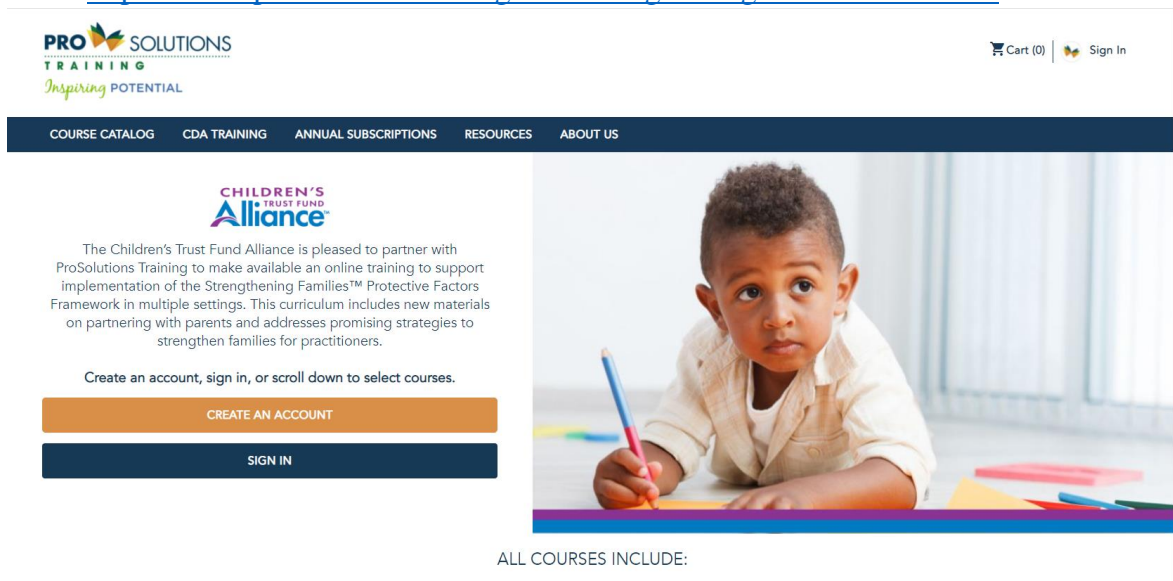 PRO SOLUTIONS
TRAINING
Inspiring POTENTIAL
Cart (0)
Sign In
COURSE CATALOG CDA TRAINING ANNUAL SUBSCRIPTIONS RESOURCES ABOUT US
CHILDREN'S
TRUST FUND
Alliance™
The Children's Trust Fund Alliance is pleased to partner with
ProSolutions Training to make available an online training to support
implementation of the Strengthening Families™ Protective Factors
Framework in multiple settings. This curriculum includes new materials
on partnering with parents and addresses promising strategies to
strengthen families for practitioners.
Create an account, sign in, or scroll down to select courses.
CREATE AN ACCOUNT
SIGN IN
ALL COURSES INCLUDE: